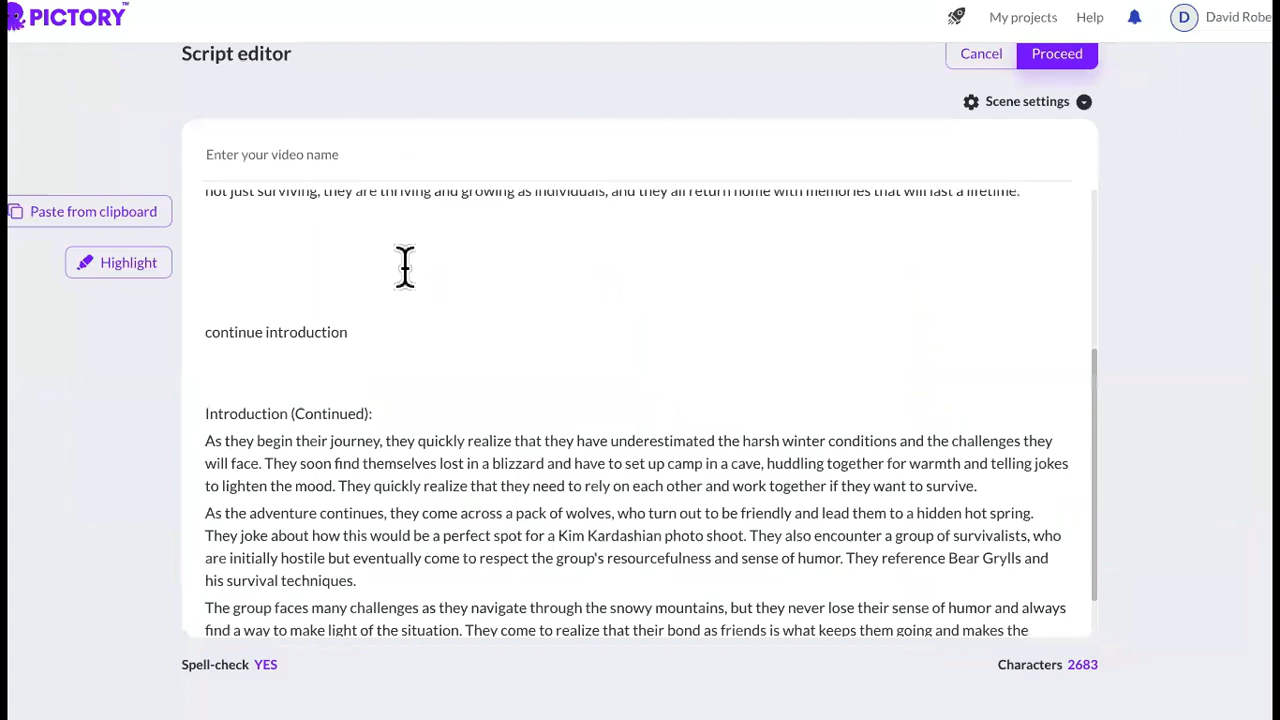 PICTORY™
My projects
Help
D
David Robe
Script editor
Cancel
Proceed
Scene settings
Enter your video name
not just surviving, they are thriving and growing as individuals, and they all return home with memories that will last a lifetime.
Paste from clipboard
Highlight
continue introduction
Introduction (Continued):
As they begin their journey, they quickly realize that they have underestimated the harsh winter conditions and the challenges they
will face. They soon find themselves lost in a blizzard and have to set up camp in a cave, huddling together for warmth and telling jokes
to lighten the mood. They quickly realize that they need to rely on each other and work together if they want to survive.
As the adventure continues, they come across a pack of wolves, who turn out to be friendly and lead them to a hidden hot spring.
They joke about how this would be a perfect spot for a Kim Kardashian photo shoot. They also encounter a group of survivalists, who
are initially hostile but eventually come to respect the group's resourcefulness and sense of humor. They reference Bear Grylls and
his survival techniques.
The group faces many challenges as they navigate through the snowy mountains, but they never lose their sense of humor and always
find a way to make light of the situation. They come to realize that their bond as friends is what keeps them going and makes the
Spell-check YES
Characters 2683